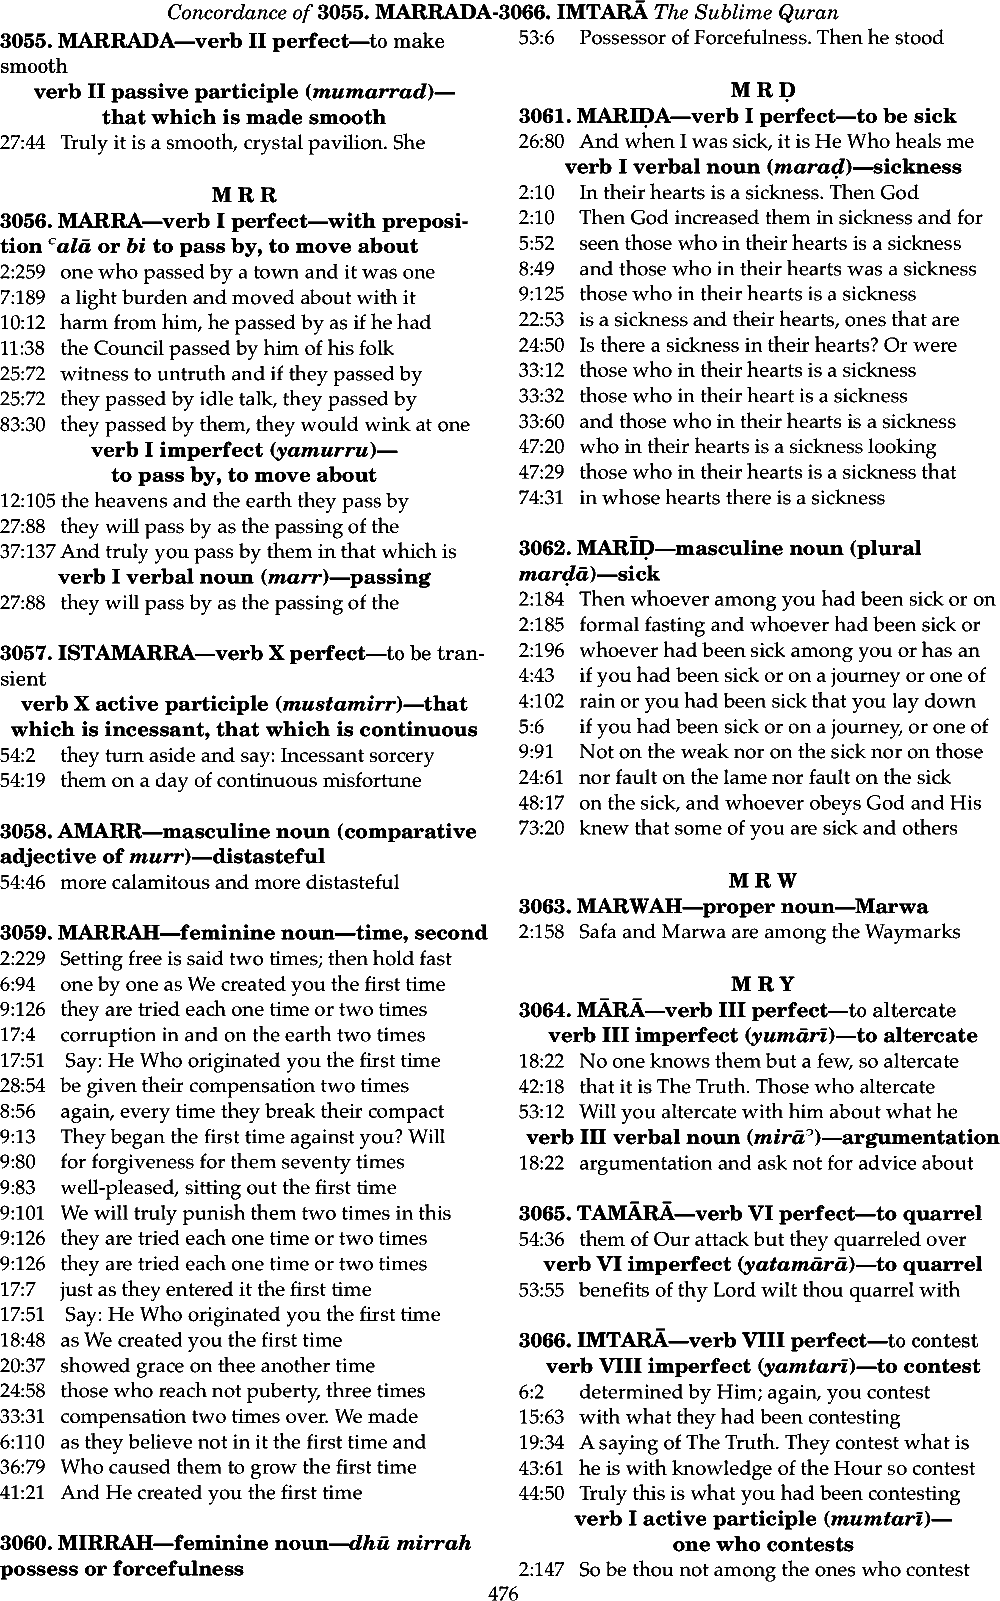 Concordance of 3055. MARRADA-3066. IMTARĀ The Sublime Quran
3055. MARRADA—verb II perfect—to make
smooth
verb II passive participle (mumarrad)—
that which is made smooth
27:44 Truly it is a smooth, crystal pavilion. She
M R R
3056. MARRA—verb I perfect—with preposi-
tion ᶜalā or bi to pass by, to move about
2:259 one who passed by a town and it was one
7:189 a light burden and moved about with it
10:12 harm from him, he passed by as if he had
11:38 the Council passed by him of his folk
25:72 witness to untruth and if they passed by
25:72 they passed by idle talk, they passed by
83:30 they passed by them, they would wink at one
verb I imperfect (yamurru)—
to pass by, to move about
12:105 the heavens and the earth they pass by
27:88 they will pass by as the passing of the
37:137 And truly you pass by them in that which is
verb I verbal noun (marr)—passing
27:88 they will pass by as the passing of the
3057. ISTAMARRA—verb X perfect—to be tran-
sient
verb X active participle (mustamirr)—that
which is incessant, that which is continuous
54:2 they turn aside and say: Incessant sorcery
54:19 them on a day of continuous misfortune
3058. AMARR—masculine noun (comparative
adjective of murr)—distasteful
54:46 more calamitous and more distasteful
3059. MARRAH—feminine noun—time, second
2:229 Setting free is said two times; then hold fast
6:94 one by one as We created you the first time
9:126 they are tried each one time or two times
17:4 corruption in and on the earth two times
17:51 Say: He Who originated you the first time
28:54 be given their compensation two times
8:56 again, every time they break their compact
9:13 They began the first time against you? Will
9:80 for forgiveness for them seventy times
9:83 well-pleased, sitting out the first time
9:101 We will truly punish them two times in this
9:126 they are tried each one time or two times
9:126 they are tried each one time or two times
17:7 just as they entered it the first time
17:51 Say: He Who originated you the first time
18:48 as We created you the first time
20:37 showed grace on thee another time
24:58 those who reach not puberty, three times
33:31 compensation two times over. We made
6:110 as they believe not in it the first time and
36:79 Who caused them to grow the first time
41:21 And He created you the first time
3060. MIRRAH—feminine noun—dhū mirrah
possess or forcefulness
53:6 Possessor of Forcefulness. Then he stood
M R Ḍ
3061. MARIḌA—verb I perfect—to be sick
26:80 And when I was sick, it is He Who heals me
verb I verbal noun (maraḍ)—sickness
2:10 In their hearts is a sickness. Then God
2:10 Then God increased them in sickness and for
5:52 seen those who in their hearts is a sickness
8:49 and those who in their hearts was a sickness
9:125 those who in their hearts is a sickness
22:53 is a sickness and their hearts, ones that are
24:50 Is there a sickness in their hearts? Or were
33:12 those who in their hearts is a sickness
33:32 those who in their heart is a sickness
33:60 and those who in their hearts is a sickness
47:20 who in their hearts is a sickness looking
47:29 those who in their hearts is a sickness that
74:31 in whose hearts there is a sickness
3062. MARĪḌ—masculine noun (plural
marḍā)—sick
2:184 Then whoever among you had been sick or on
2:185 formal fasting and whoever had been sick or
2:196 whoever had been sick among you or has an
4:43 if you had been sick or on a journey or one of
4:102 rain or you had been sick that you lay down
5:6 if you had been sick or on a journey, or one of
9:91 Not on the weak nor on the sick nor on those
24:61 nor fault on the lame nor fault on the sick
48:17 on the sick, and whoever obeys God and His
73:20 knew that some of you are sick and others
M R W
3063. MARWAH—proper noun—Marwa
2:158 Safa and Marwa are among the Waymarks
M R Y
3064. MĀRĀ—verb III perfect—to altercate
verb III imperfect (yumārī)—to altercate
18:22 No one knows them but a few, so altercate
42:18 that it is The Truth. Those who altercate
53:12 Will you altercate with him about what he
verb III verbal noun (mirāʾ)—argumentation
18:22 argumentation and ask not for advice about
3065. TAMĀRĀ—verb VI perfect—to quarrel
54:36 them of Our attack but they quarreled over
verb VI imperfect (yatamārā)—to quarrel
53:55 benefits of thy Lord wilt thou quarrel with
3066. IMTARĀ—verb VIII perfect—to contest
verb VIII imperfect (yamtarī)—to contest
6:2 determined by Him; again, you contest
15:63 with what they had been contesting
19:34 A saying of The Truth. They contest what is
43:61 he is with knowledge of the Hour so contest
44:50 Truly this is what you had been contesting
verb I active participle (mumtarī)—
one who contests
2:147 So be thou not among the ones who contest
476